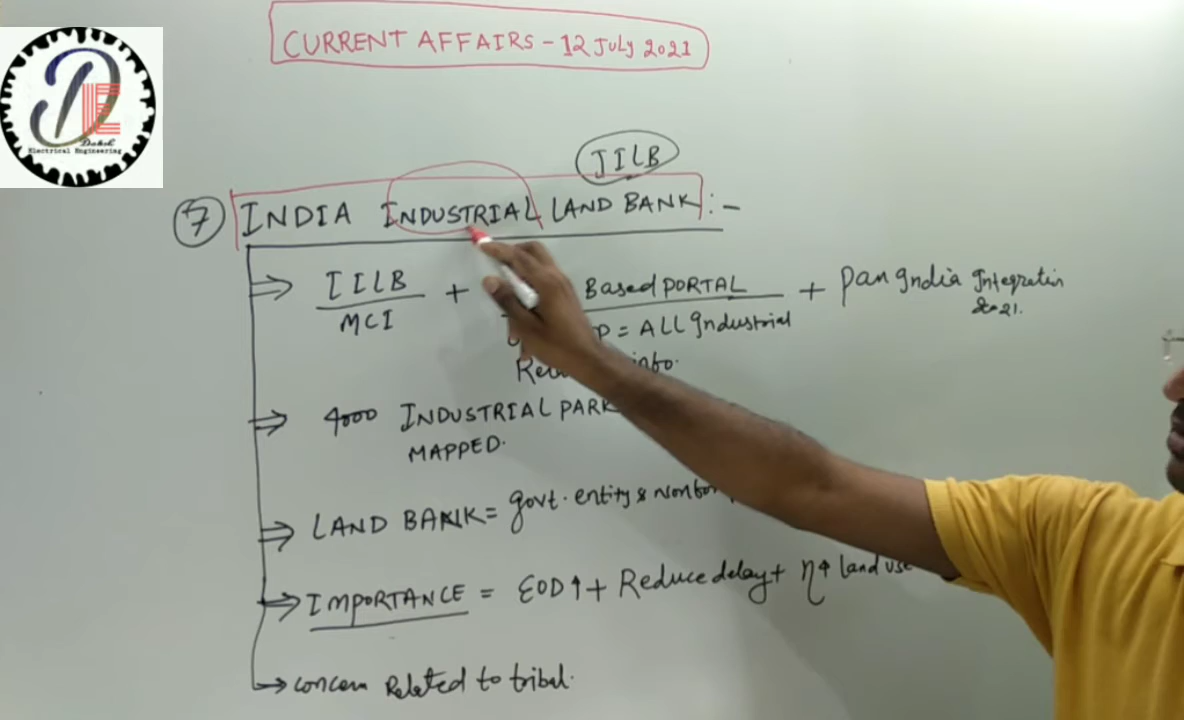 CURRENT AFFAIRS - 12 July 2021
Daksh
Electrical Engineering
IILB
7 INDIA INDUSTRIAL LAND BANK : -
⇒ IILB + Based PORTAL + Pan India Integration
MCI = ALL Industrial 2021.
info.
⇒ 4000 INDUSTRIAL PARK
MAPPED.
⇒ LAND BANK = govt. entity &
⇒ IMPORTANCE = EOD↑ + Reduce delay + η↑ land use
→ concern Related to tribal.